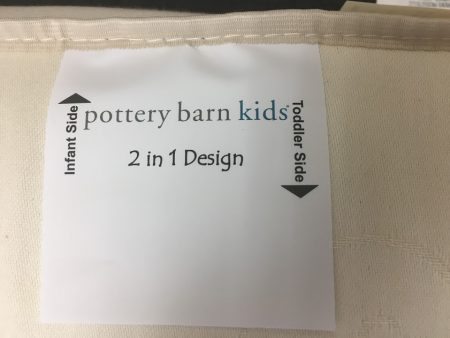 Infant Side
pottery barn kids
Toddler Side
2 in 1 Design